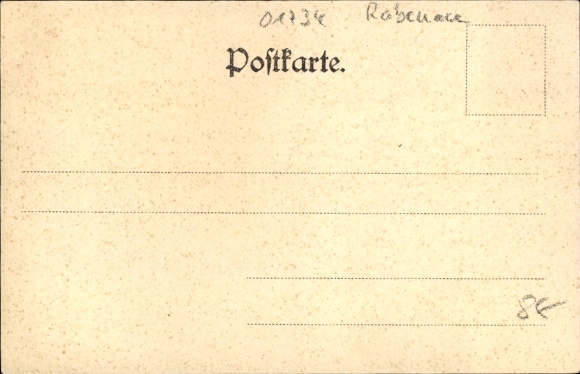 01734 Rabenau
Poſtkarte.
8€